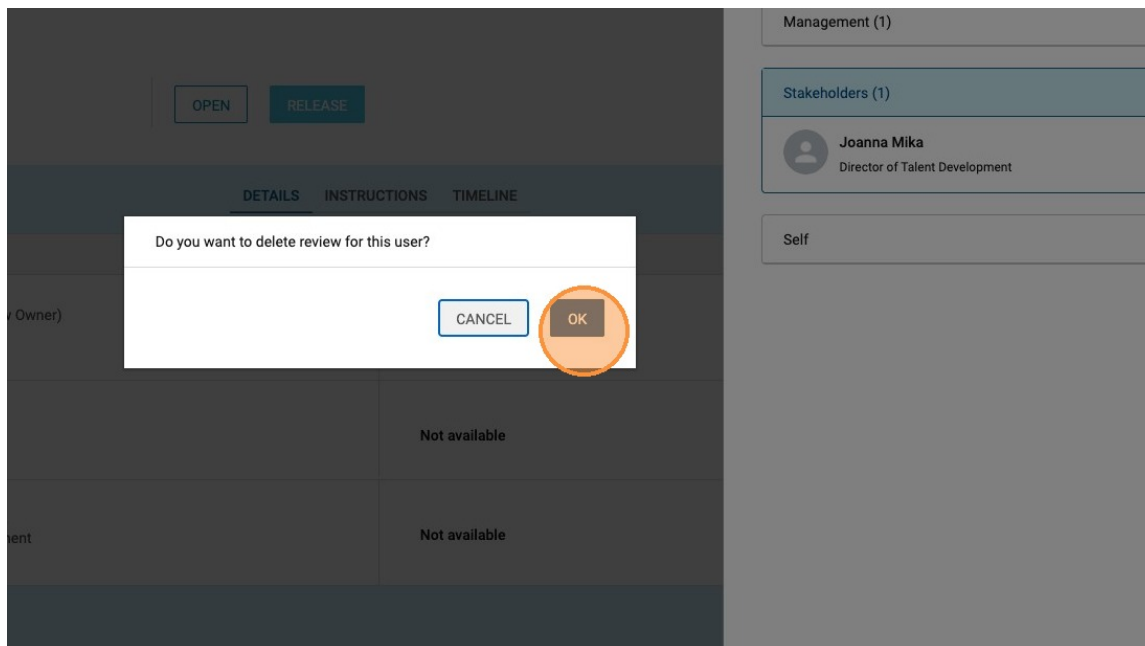 Management (1)
OPEN
RELEASE
Stakeholders (1)
Joanna Mika
Director of Talent Development
DETAILS INSTRUCTIONS TIMELINE
Do you want to delete review for this user?
Self
Owner)
CANCEL
OK
Not available
Not available